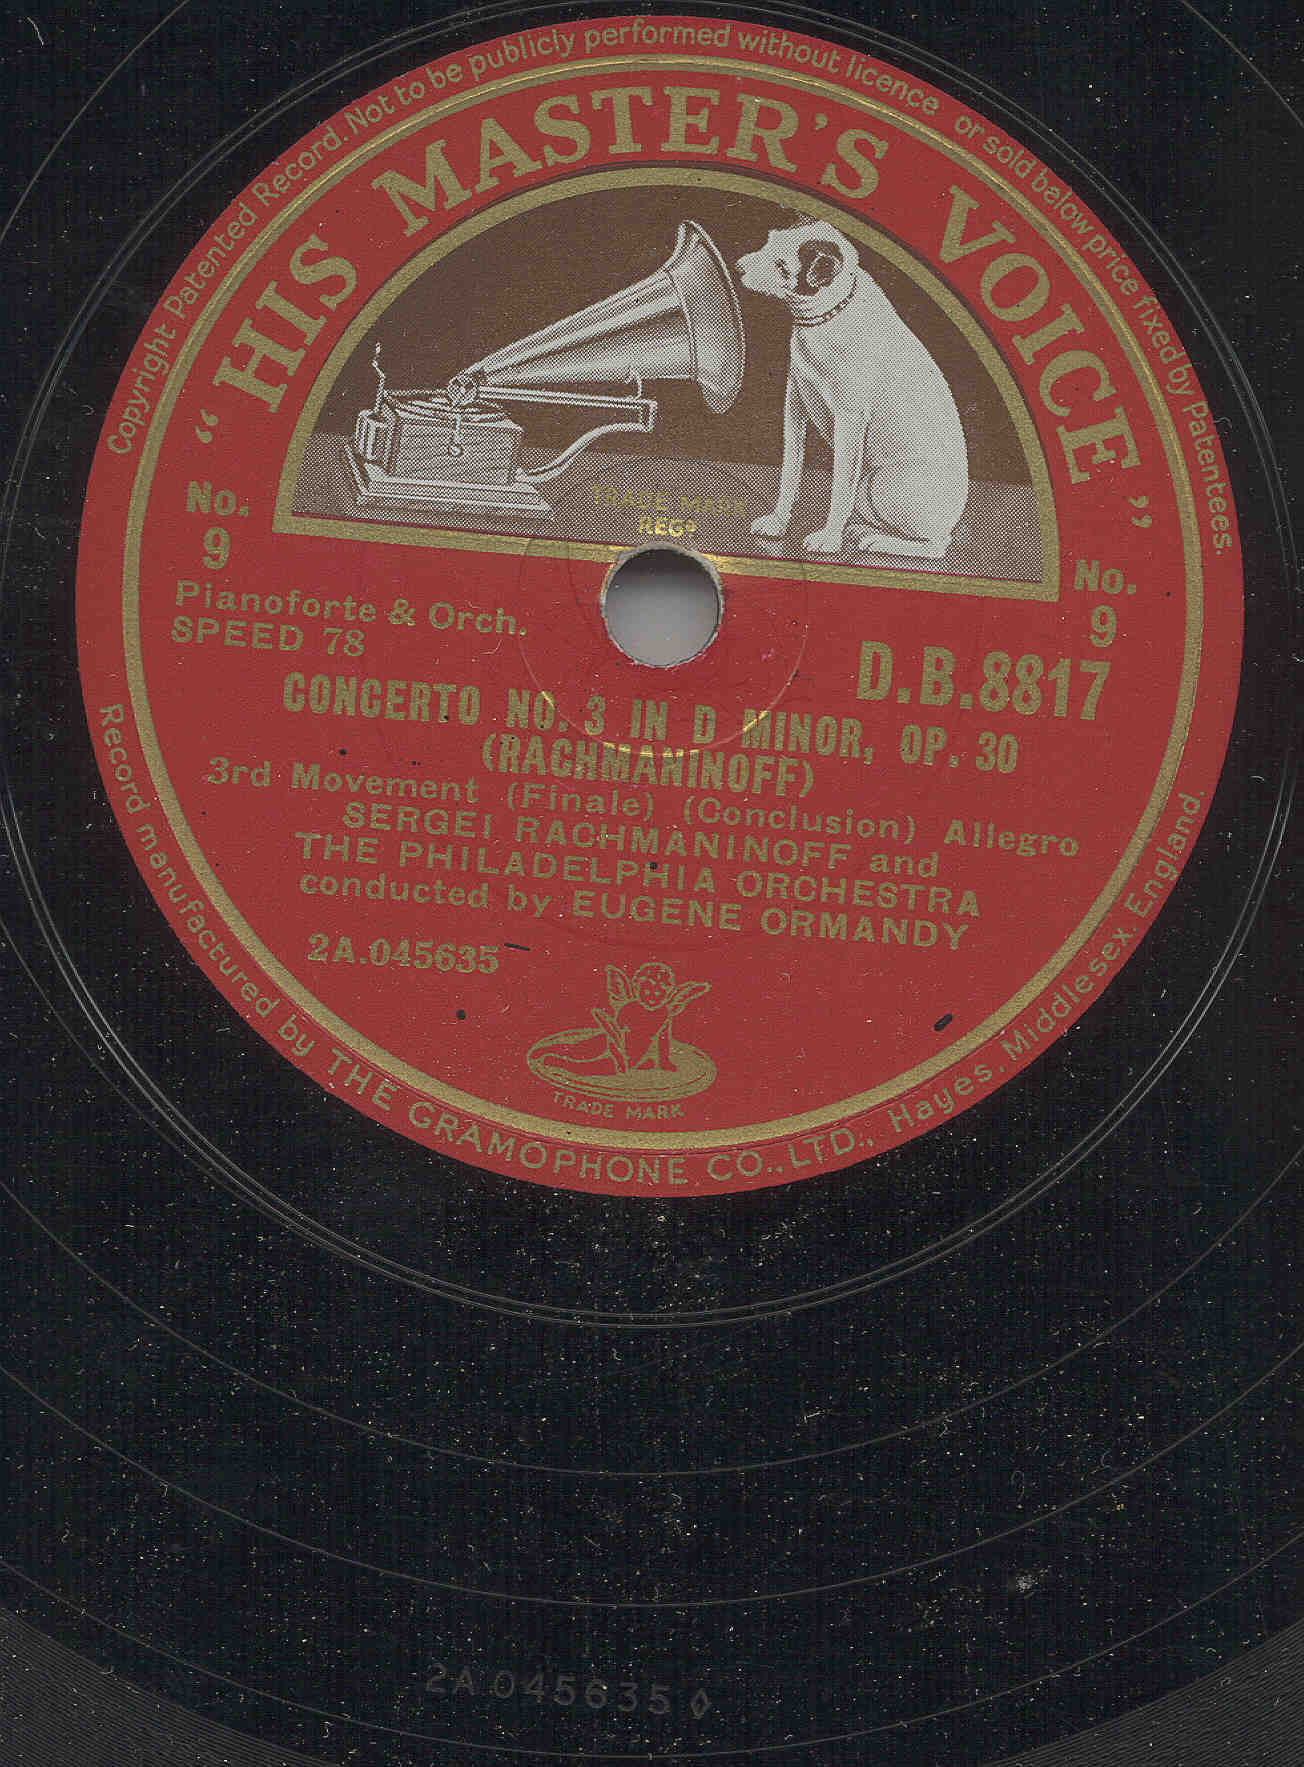 Copyright Patented Record. Not to be publicly performed without licence or sold below price fixed by Patentees.
“HIS MASTER'S VOICE”
TRADE MARK
REGD
No.
9
No.
9
Pianoforte & Orch.
SPEED 78
D.B.8817
CONCERTO NO. 3 IN D MINOR, OP. 30
(RACHMANINOFF)
3rd Movement (Finale) (Conclusion) Allegro
SERGEI RACHMANINOFF and
THE PHILADELPHIA ORCHESTRA
conducted by EUGENE ORMANDY
2A.045635
TRADE MARK
Record manufactured by THE GRAMOPHONE CO., LTD., Hayes, Middlesex, England.
2A 045635 ◊